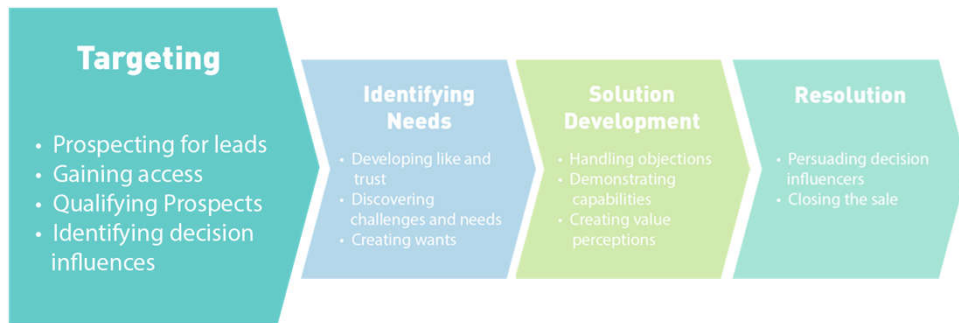 Targeting
• Prospecting for leads
• Gaining access
• Qualifying Prospects
• Identifying decision
influences
Identifying
Needs
• Developing like and
trust
• Discovering
challenges and needs
• Creating wants
Solution
Development
• Handling objections
• Demonstrating
capabilities
• Creating value
perceptions
Resolution
• Persuading decision
influencers
• Closing the sale